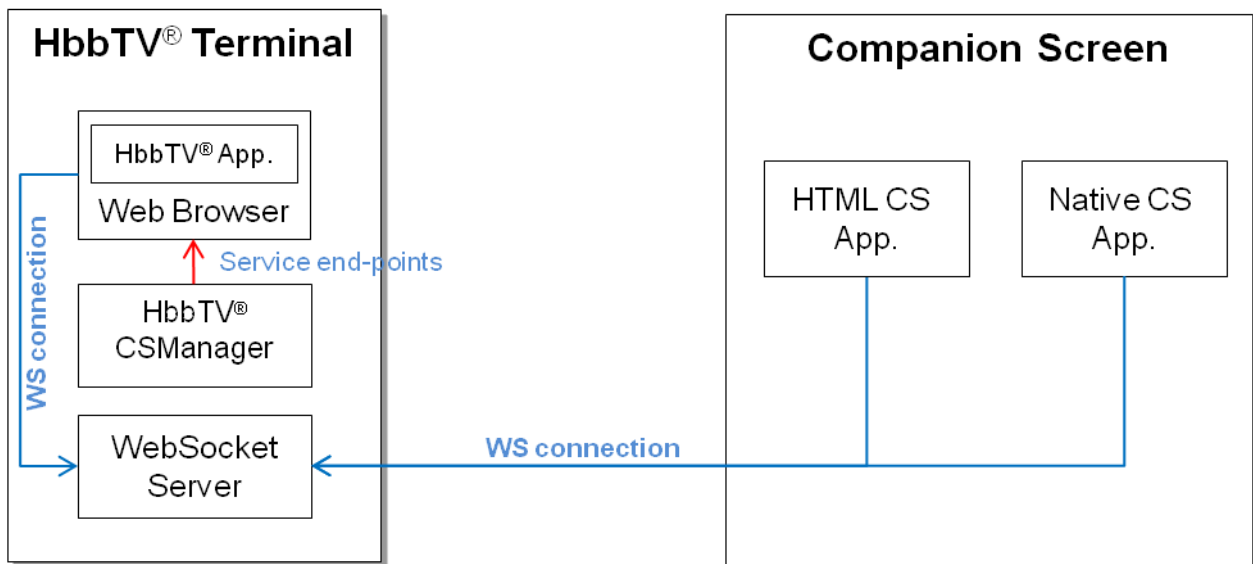 HbbTV® Terminal
HbbTV® App.
Web Browser
Service end-points
HbbTV®
CSManager
WS connection
WebSocket
Server
WS connection
Companion Screen
HTML CS
App.
Native CS
App.